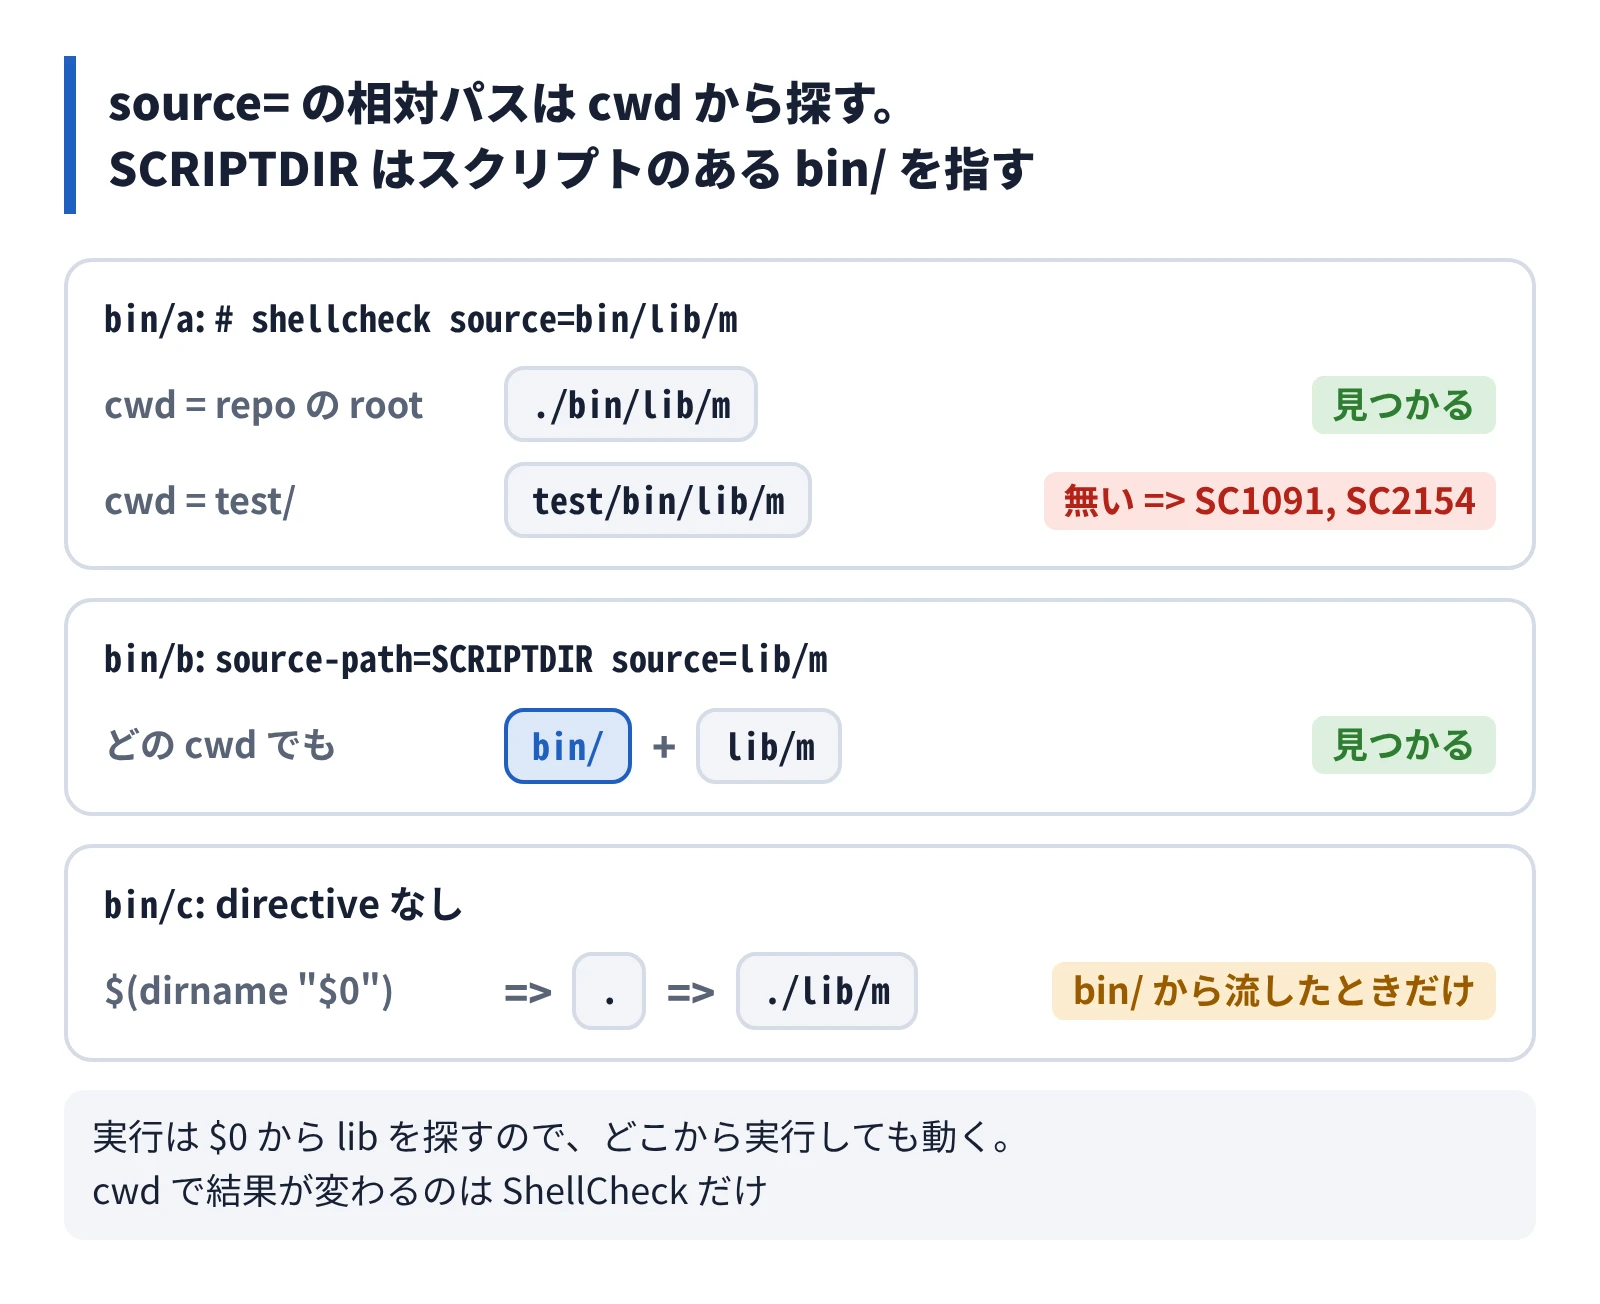 source= の相対パスは cwd から探す。
SCRIPTDIR はスクリプトのある bin/ を指す
bin/a: # shellcheck source=bin/lib/m
cwd = repo の root ./bin/lib/m 見つかる
cwd = test/ test/bin/lib/m 無い => SC1091, SC2154
bin/b: source-path=SCRIPTDIR source=lib/m
どの cwd でも bin/ + lib/m 見つかる
bin/c: directive なし
$(dirname "$0") => . => ./lib/m bin/ から流したときだけ
実行は $0 から lib を探すので、どこから実行しても動く。
cwd で結果が変わるのは ShellCheck だけ